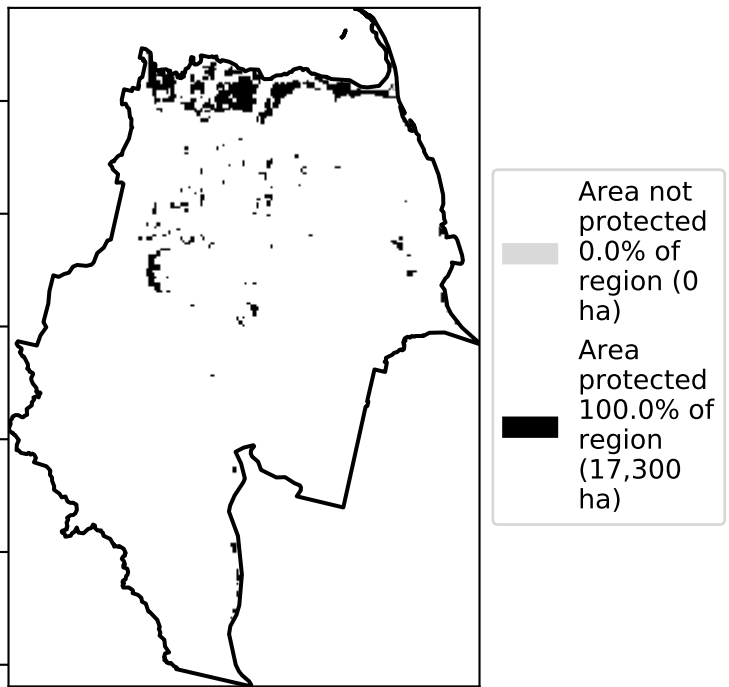 Area not
protected
0.0% of
region (0
ha)
Area
protected
100.0% of
region
(17,300
ha)